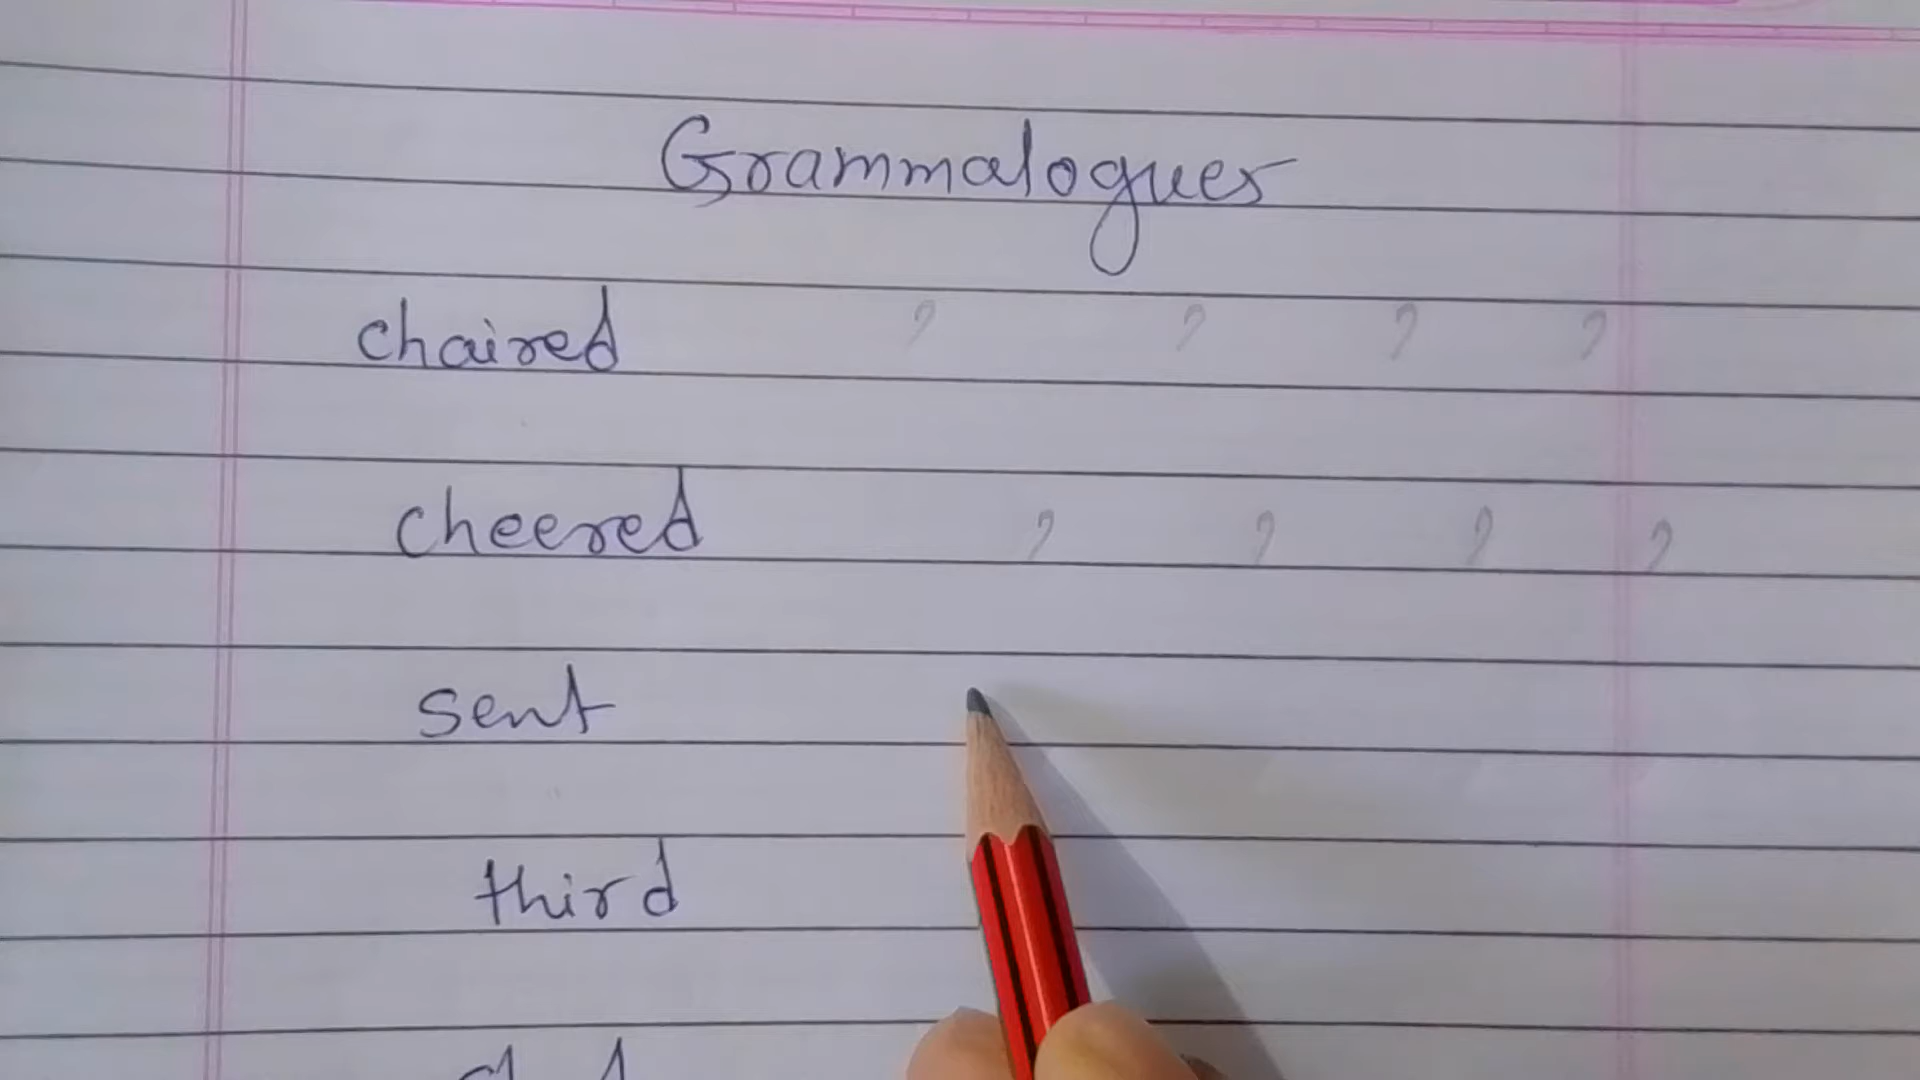 Grammalogues
chaired
cheered
sent
third